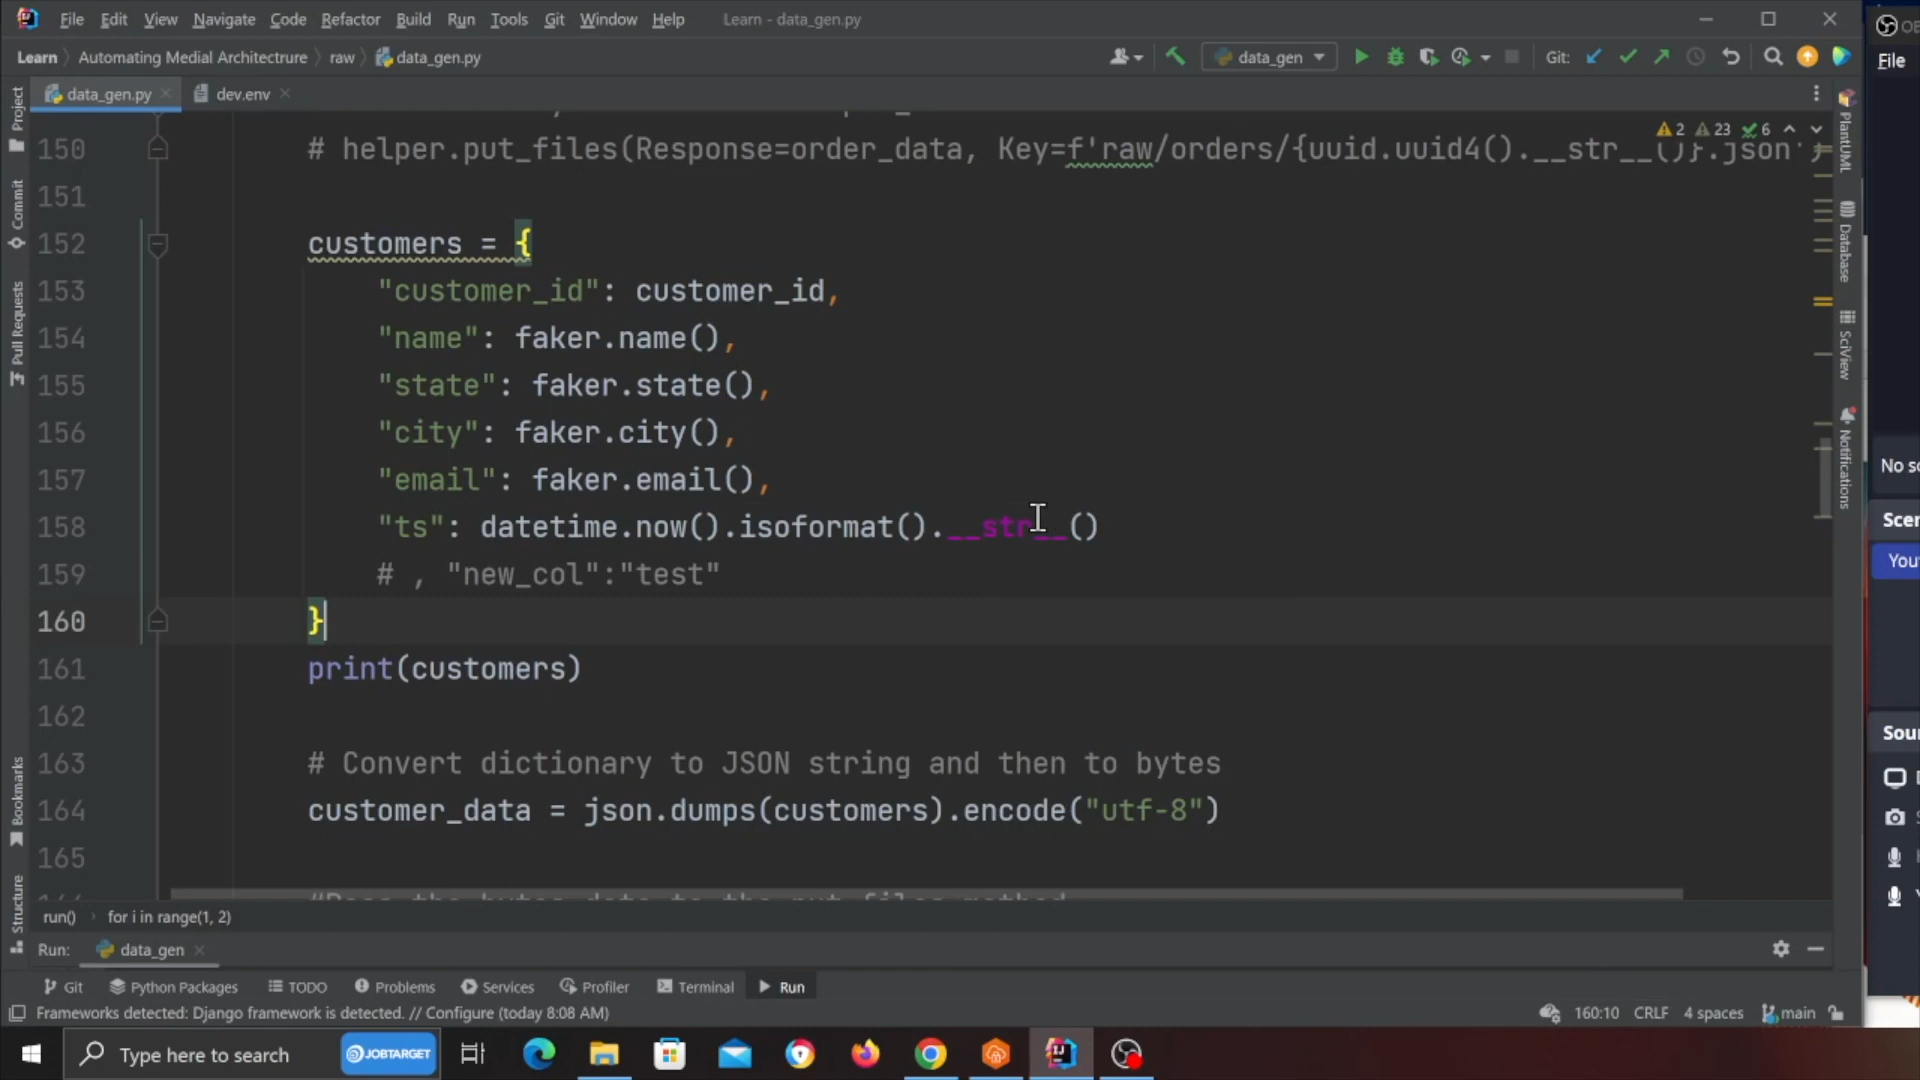 File Edit View Navigate Code Refactor Build Run Tools Git Window Help Learn - data_gen.py
Learn Automating Medial Architecture raw data_gen.py data_gen Git: File
data_gen.py dev.env
2 23 6
150 # helper.put_files(Response=order_data, Key=f'raw/orders/{uuid.uuid4().__str__()}.json')
151
152 customers = {
153 "customer_id": customer_id,
154 "name": faker.name(),
155 "state": faker.state(),
156 "city": faker.city(),
157 "email": faker.email(),
158 "ts": datetime.now().isoformat().__str__()
159 # , "new_col":"test"
160 }
161 print(customers)
162
163 # Convert dictionary to JSON string and then to bytes
164 customer_data = json.dumps(customers).encode("utf-8")
165
Project
Commit
Pull Requests
Bookmarks
Structure
PlantUML
Database
SciView
Notifications
run() for i in range(1, 2)
Run: data_gen
Git Python Packages TODO Problems Services Profiler Terminal Run
Frameworks detected: Django framework is detected. // Configure (today 8:08 AM) 160:10 CRLF 4 spaces main
Type here to search JOBTARGET